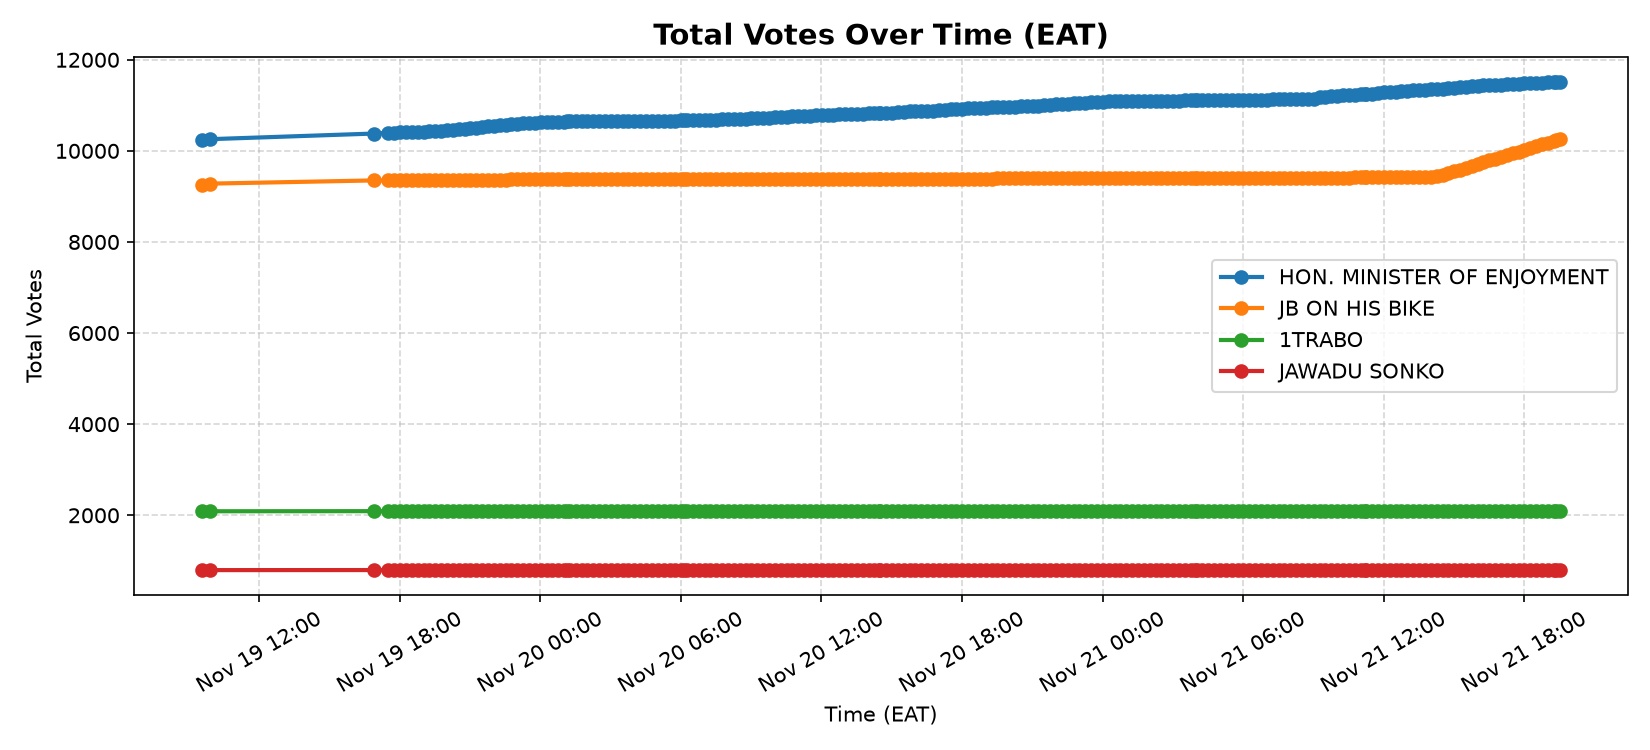 Total Votes Over Time (EAT)
12000
10000
8000
6000
4000
2000
Total Votes
HON. MINISTER OF ENJOYMENT
JB ON HIS BIKE
1TRABO
JAWADU SONKO
Nov 19 12:00
Nov 19 18:00
Nov 20 00:00
Nov 20 06:00
Nov 20 12:00
Nov 20 18:00
Nov 21 00:00
Nov 21 06:00
Nov 21 12:00
Nov 21 18:00
Time (EAT)